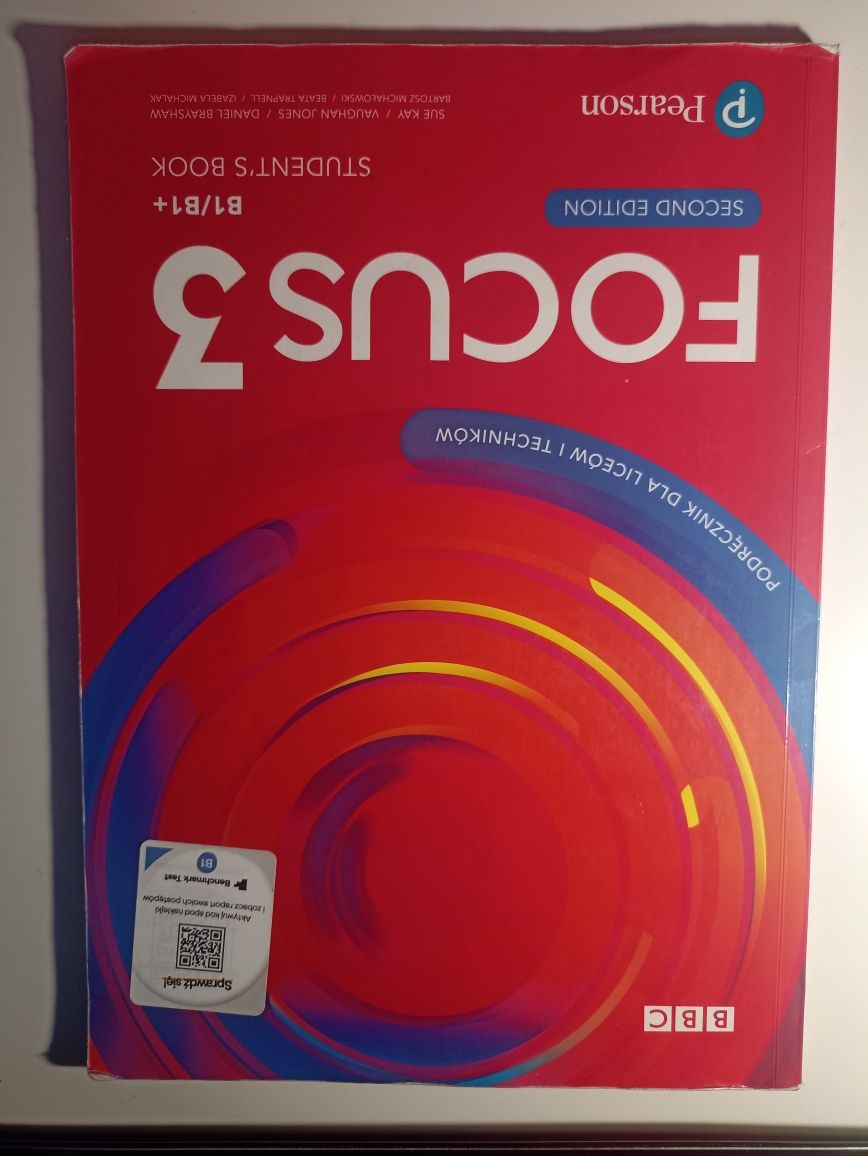 BBC
Sprawdź się!
Aktywuj kod spod naklejki
i zobacz raport swoich postępów
Benchmark Test
B1
PODRĘCZNIK DLA LICEÓW I TECHNIKÓW
FOCUS 3
SECOND EDITION
B1/B1+
STUDENT'S BOOK
SUE KAY / VAUGHAN JONES / DANIEL BRAYSHAW
BARTOSZ MICHAŁOWSKI / BEATA TRAPNELL / IZABELA MICHALAK
Pearson